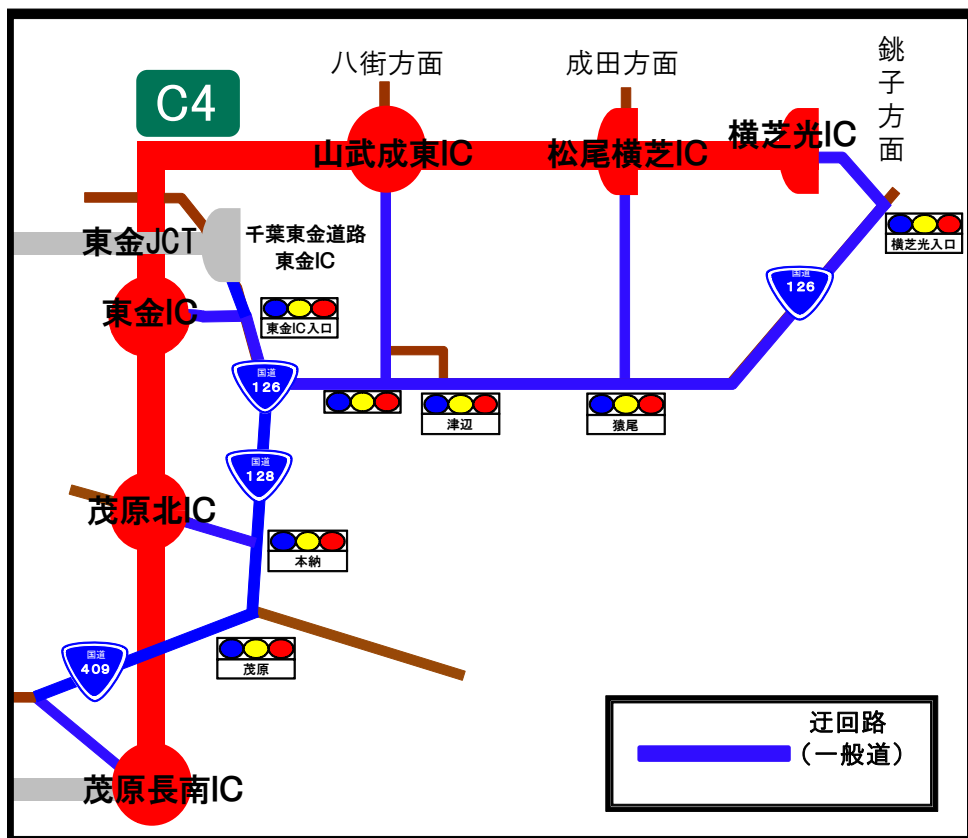 八街方面
成田方面
銚子方面
C4
山武成東IC
松尾横芝IC
横芝光IC
横芝光入口
東金JCT
千葉東金道路
東金IC
東金IC
東金IC入口
国道
126
国道
126
津辺
猿尾
国道
128
茂原北IC
本納
茂原
国道
409
茂原長南IC
迂回路
（一般道）